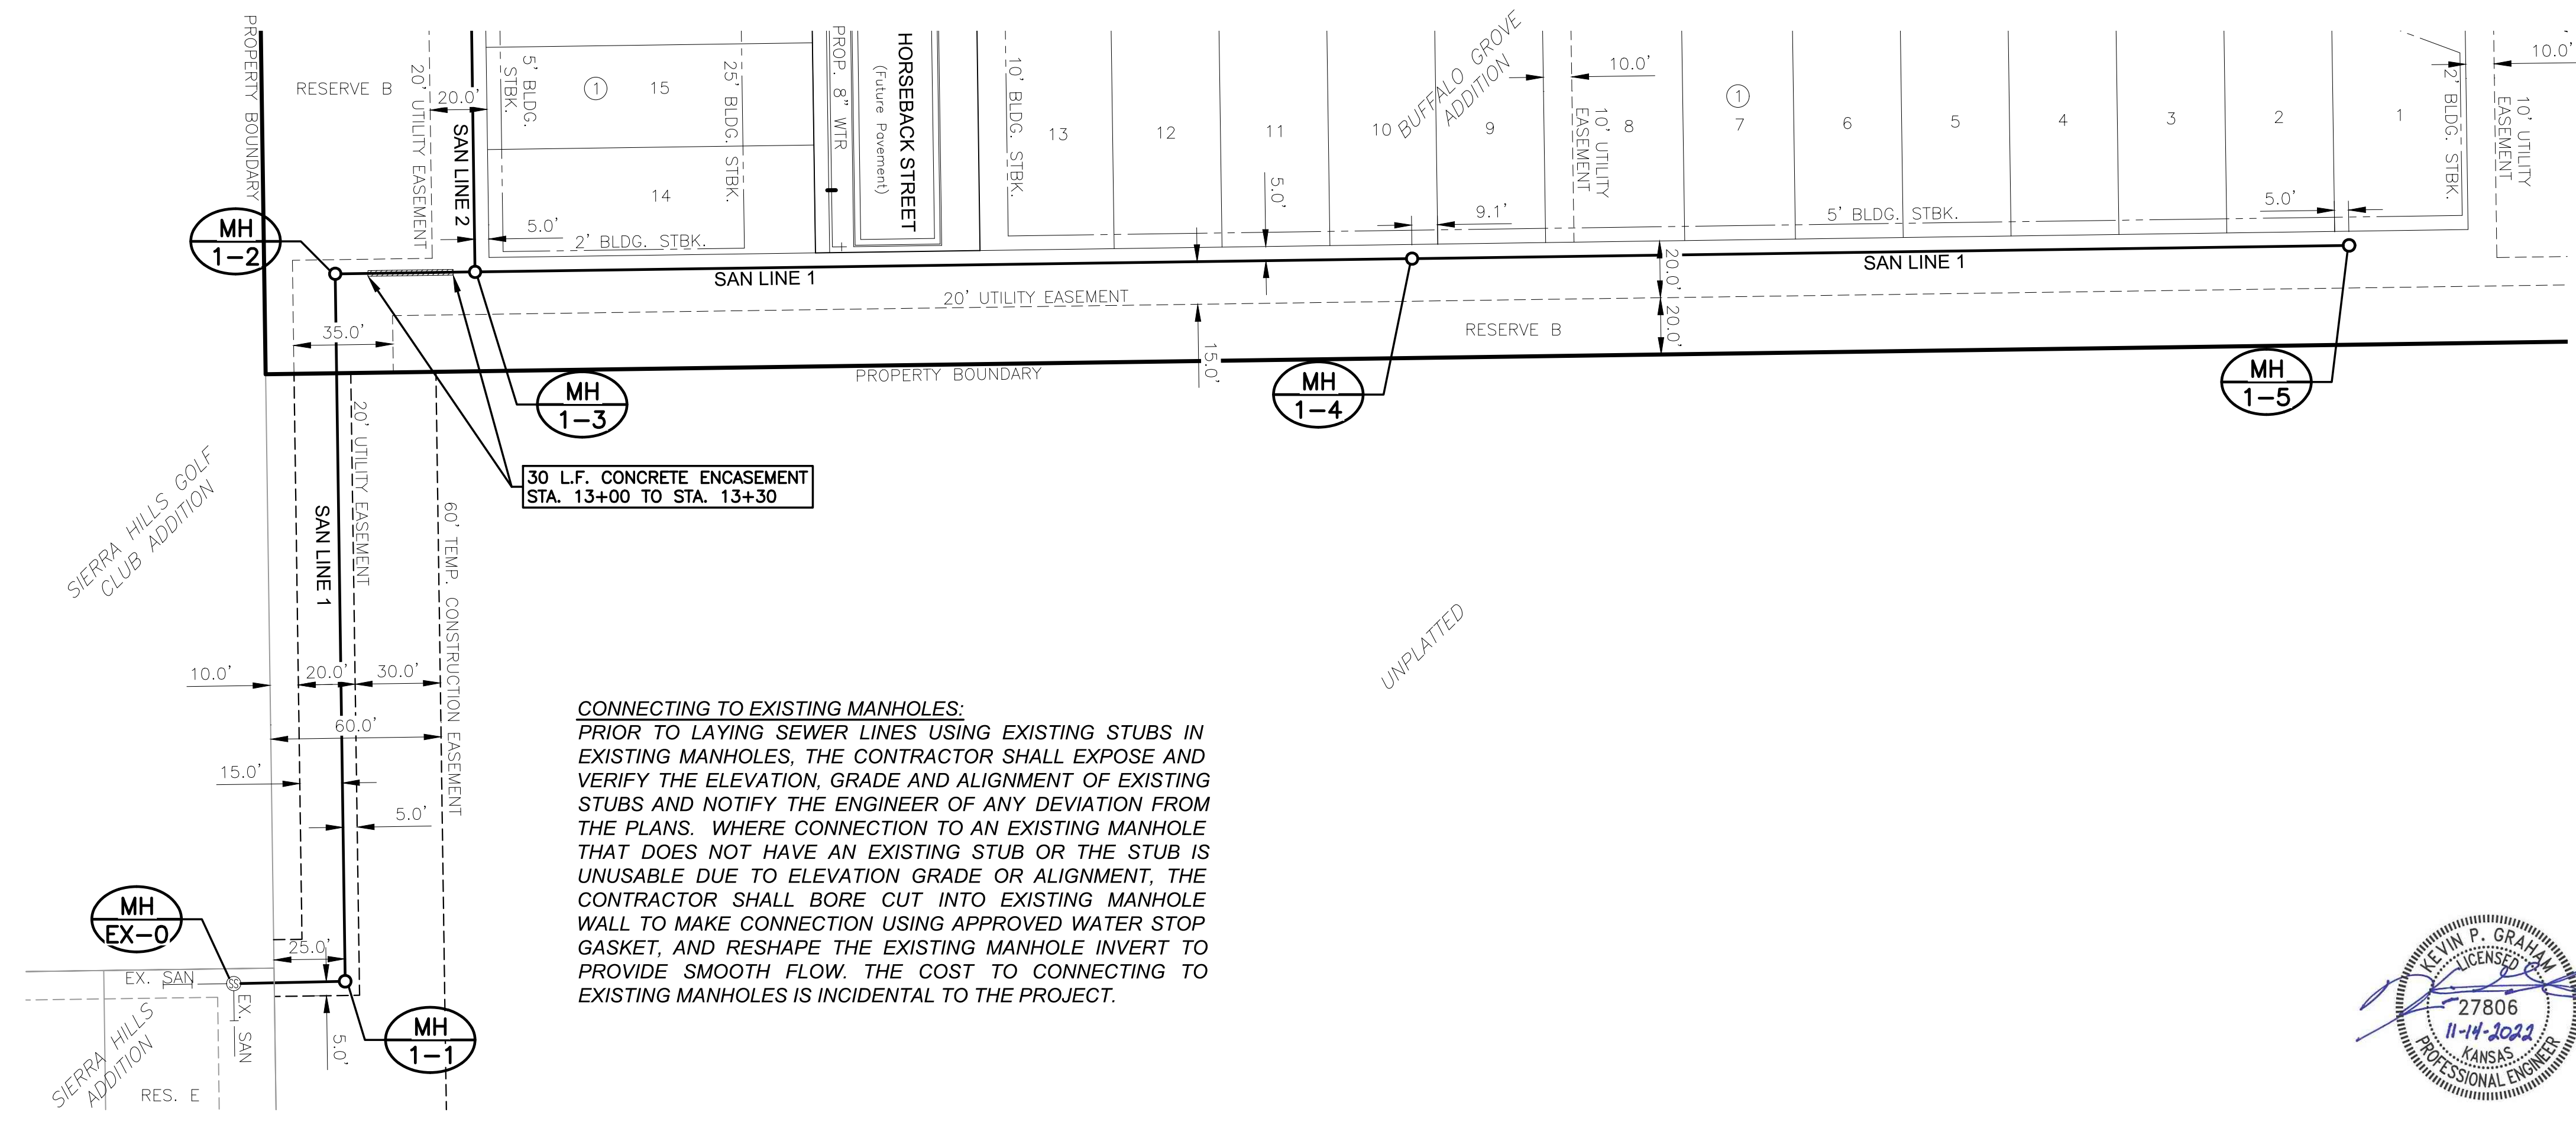 PROPERTY BOUNDARY
RESERVE B
20' UTILITY EASEMENT
20.0'
SAN LINE 2
5' BLDG.
STBK.
1
15
25' BLDG. STBK.
14
5.0'
2' BLDG. STBK.
PROP. 8" WTR
HORSEBACK STREET
(Future Pavement)
10' BLDG. STBK.
13
12
11
10
9
8
7
6
5
4
3
2
1
BUFFALO GROVE
ADDITION
10.0'
10' UTILITY
EASEMENT
1
5.0'
9.1'
5' BLDG. STBK.
5.0'
2' BLDG. STBK.
10.0'
10' UTILITY
EASEMENT
MH
1-2
SAN LINE 1
SAN LINE 1
20' UTILITY EASEMENT
20.0'
20.0'
RESERVE B
35.0'
15.0'
PROPERTY BOUNDARY
MH
1-3
MH
1-4
MH
1-5
30 L.F. CONCRETE ENCASEMENT
STA. 13+00 TO STA. 13+30
SIERRA HILLS GOLF
CLUB ADDITION
SAN LINE 1
20' UTILITY EASEMENT
60' TEMP. CONSTRUCTION EASEMENT
UNPLATTED
10.0'
20.0'
30.0'
60.0'
15.0'
5.0'
CONNECTING TO EXISTING MANHOLES:
PRIOR TO LAYING SEWER LINES USING EXISTING STUBS IN
EXISTING MANHOLES, THE CONTRACTOR SHALL EXPOSE AND
VERIFY THE ELEVATION, GRADE AND ALIGNMENT OF EXISTING
STUBS AND NOTIFY THE ENGINEER OF ANY DEVIATION FROM
THE PLANS. WHERE CONNECTION TO AN EXISTING MANHOLE
THAT DOES NOT HAVE AN EXISTING STUB OR THE STUB IS
UNUSABLE DUE TO ELEVATION GRADE OR ALIGNMENT, THE
CONTRACTOR SHALL BORE CUT INTO EXISTING MANHOLE
WALL TO MAKE CONNECTION USING APPROVED WATER STOP
GASKET, AND RESHAPE THE EXISTING MANHOLE INVERT TO
PROVIDE SMOOTH FLOW. THE COST TO CONNECTING TO
EXISTING MANHOLES IS INCIDENTAL TO THE PROJECT.
MH
EX-0
25.0'
EX. SAN
SS
EX. SAN
5.0'
MH
1-1
SIERRA HILLS
ADDITION
RES. E
KEVIN P. GRAHAM
LICENSED
27806
11-14-2022
KANSAS
PROFESSIONAL ENGINEER